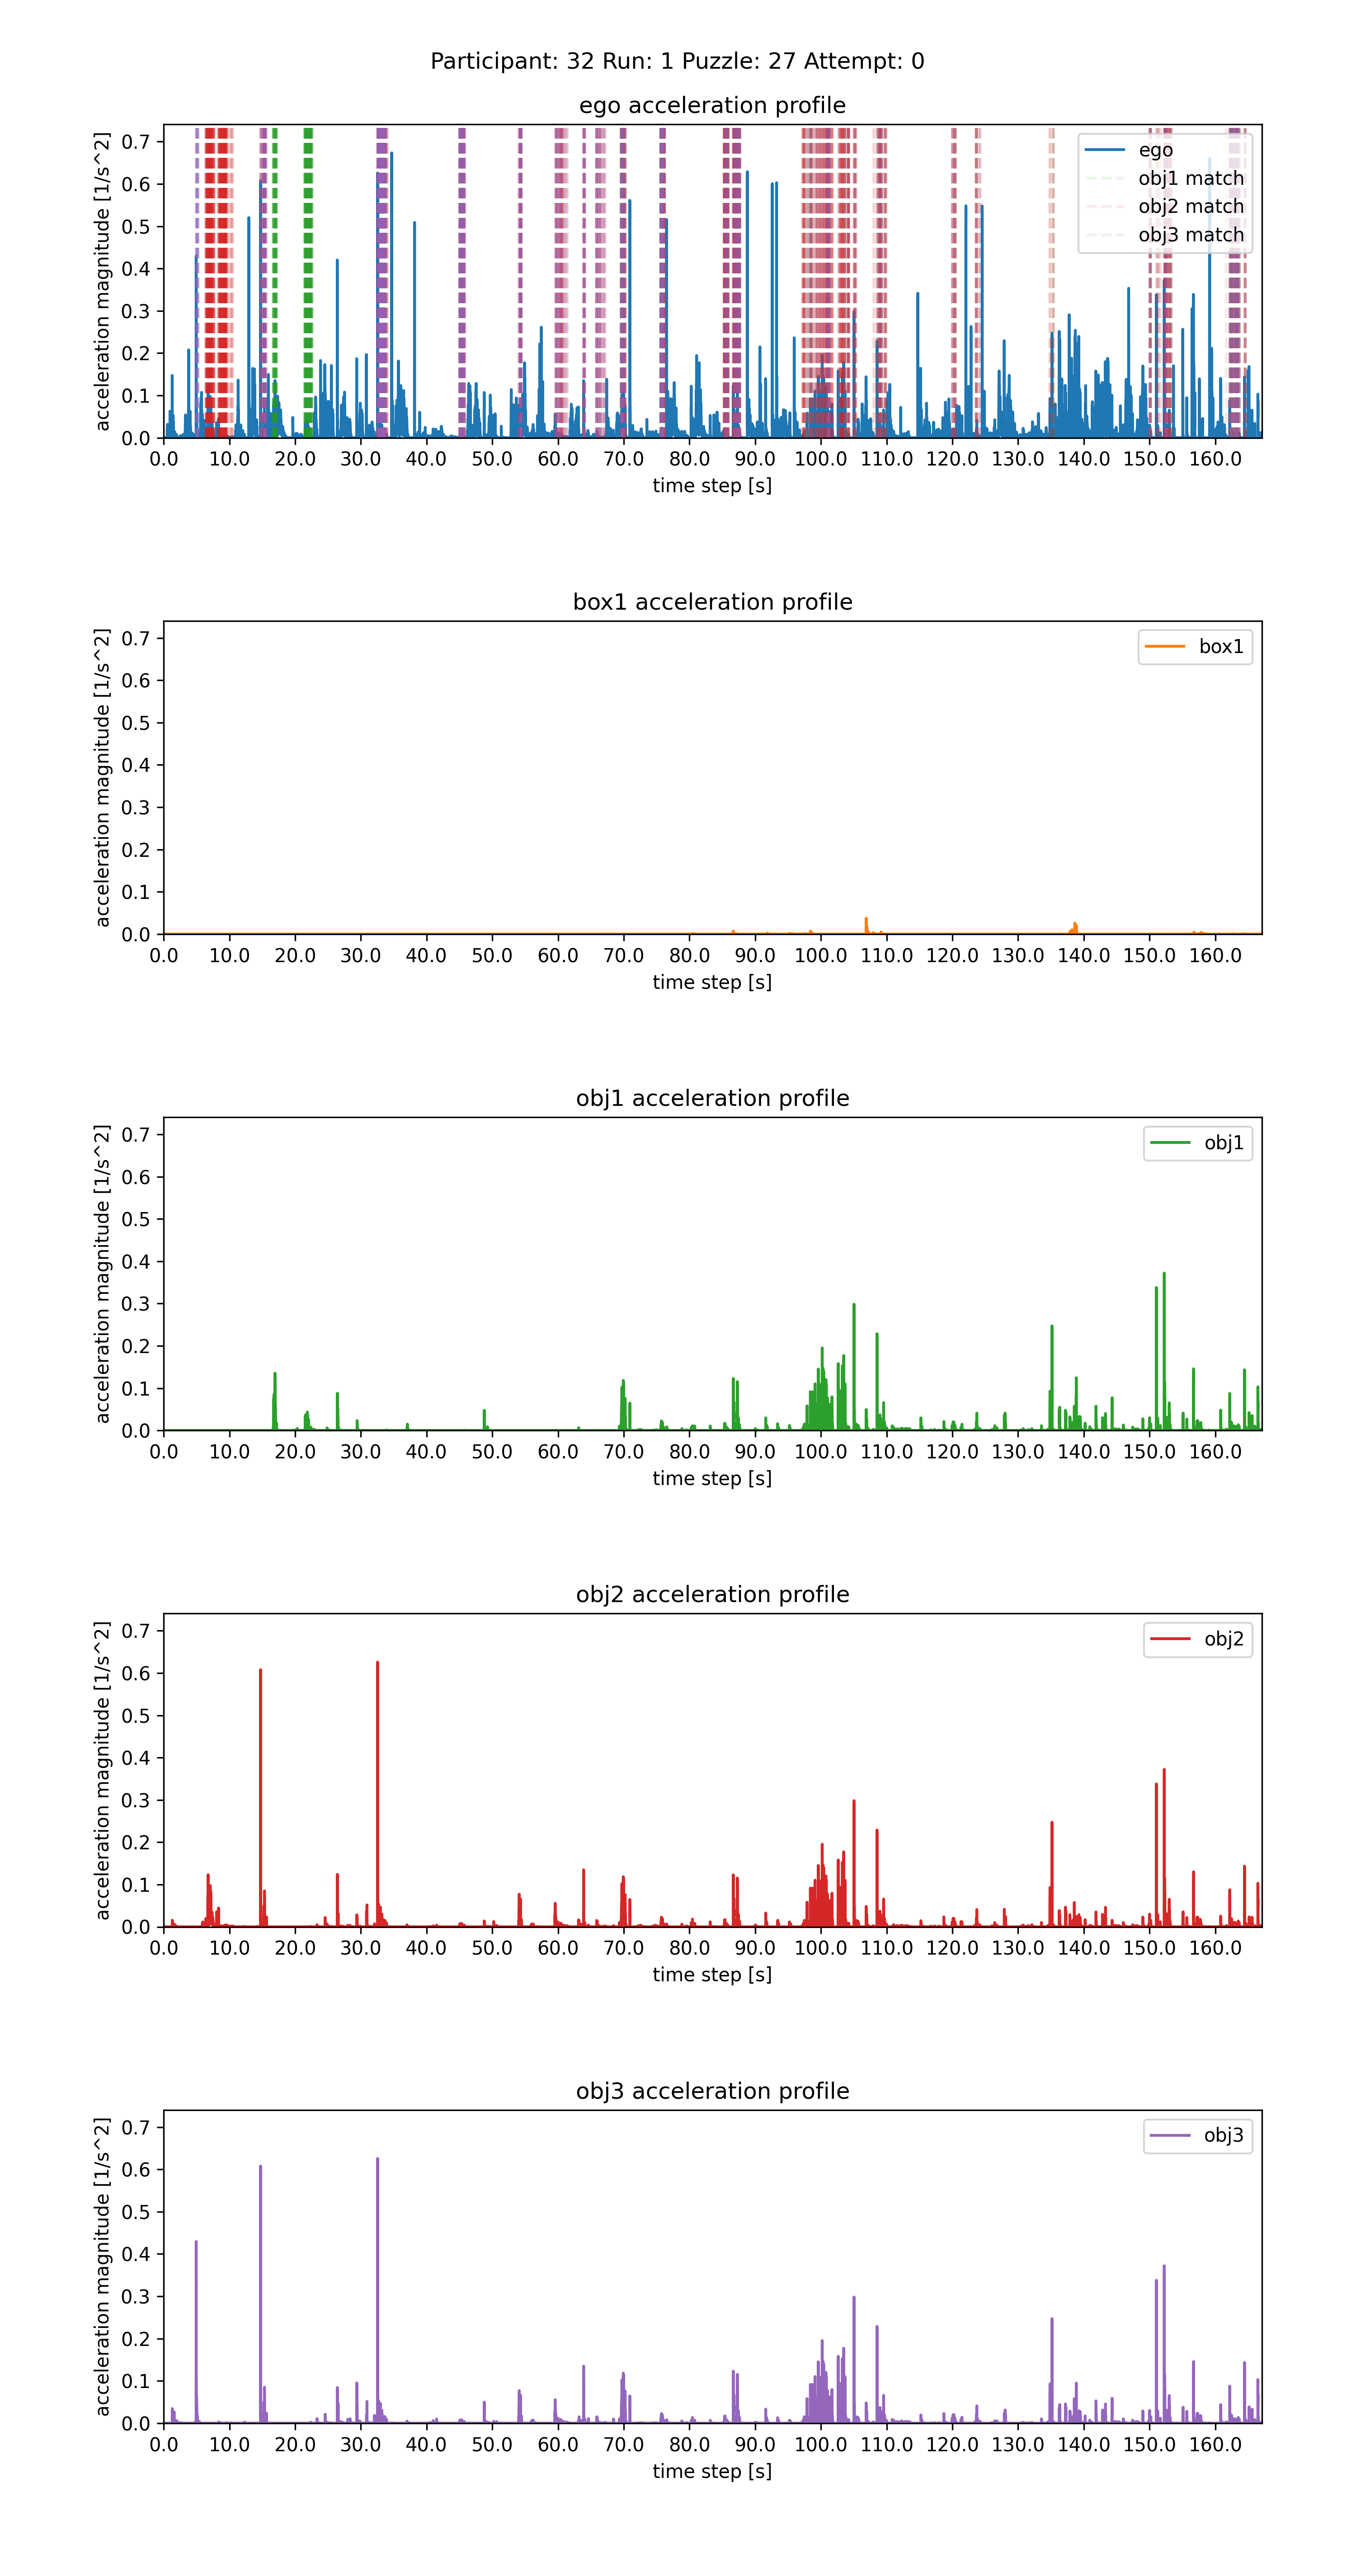 Participant: 32 Run: 1 Puzzle: 27 Attempt: 0
ego acceleration profile
acceleration magnitude [1/s^2]
0.7
0.6
0.5
0.4
0.3
0.2
0.1
0.0
ego
obj1 match
obj2 match
obj3 match
0.0 10.0 20.0 30.0 40.0 50.0 60.0 70.0 80.0 90.0 100.0 110.0 120.0 130.0 140.0 150.0 160.0
time step [s]
box1 acceleration profile
acceleration magnitude [1/s^2]
0.7
0.6
0.5
0.4
0.3
0.2
0.1
0.0
box1
0.0 10.0 20.0 30.0 40.0 50.0 60.0 70.0 80.0 90.0 100.0 110.0 120.0 130.0 140.0 150.0 160.0
time step [s]
obj1 acceleration profile
acceleration magnitude [1/s^2]
0.7
0.6
0.5
0.4
0.3
0.2
0.1
0.0
obj1
0.0 10.0 20.0 30.0 40.0 50.0 60.0 70.0 80.0 90.0 100.0 110.0 120.0 130.0 140.0 150.0 160.0
time step [s]
obj2 acceleration profile
acceleration magnitude [1/s^2]
0.7
0.6
0.5
0.4
0.3
0.2
0.1
0.0
obj2
0.0 10.0 20.0 30.0 40.0 50.0 60.0 70.0 80.0 90.0 100.0 110.0 120.0 130.0 140.0 150.0 160.0
time step [s]
obj3 acceleration profile
acceleration magnitude [1/s^2]
0.7
0.6
0.5
0.4
0.3
0.2
0.1
0.0
obj3
0.0 10.0 20.0 30.0 40.0 50.0 60.0 70.0 80.0 90.0 100.0 110.0 120.0 130.0 140.0 150.0 160.0
time step [s]